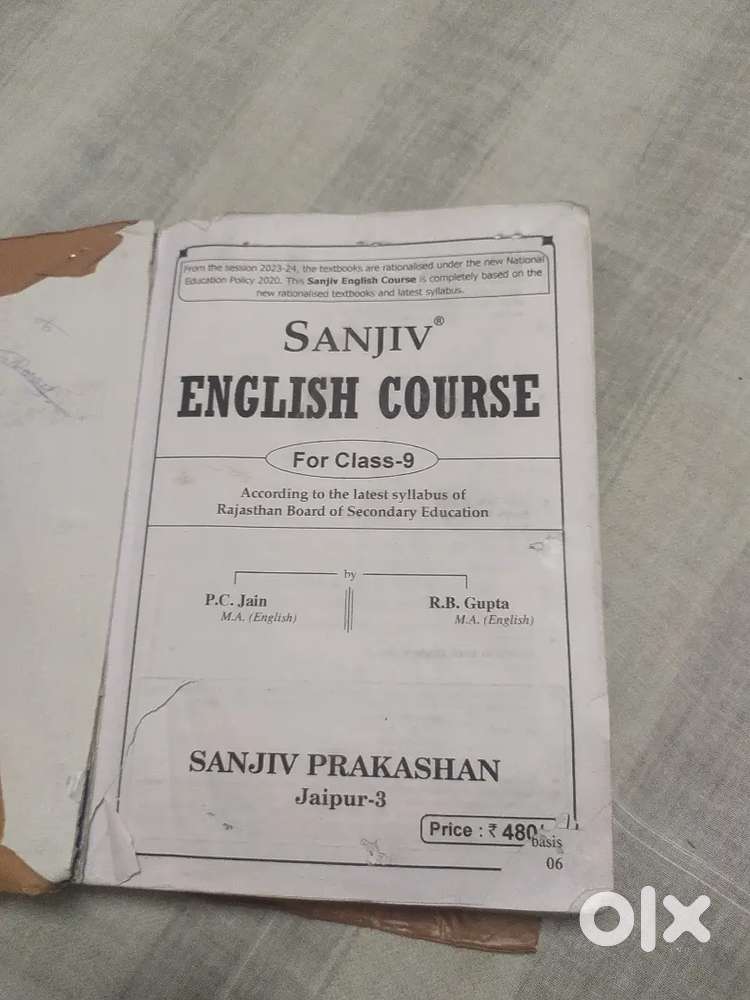 From the session 2023-24, the textbooks are rationalised under the new National
Education Policy 2020. This Sanjiv English Course is completely based on the
new rationalised textbooks and latest syllabus.
SANJIV®
ENGLISH COURSE
For Class-9
According to the latest syllabus of
Rajasthan Board of Secondary Education
by
P.C. Jain
M.A. (English)
R.B. Gupta
M.A. (English)
SANJIV PRAKASHAN
Jaipur-3
Price : ₹ 480
basis
06
olx